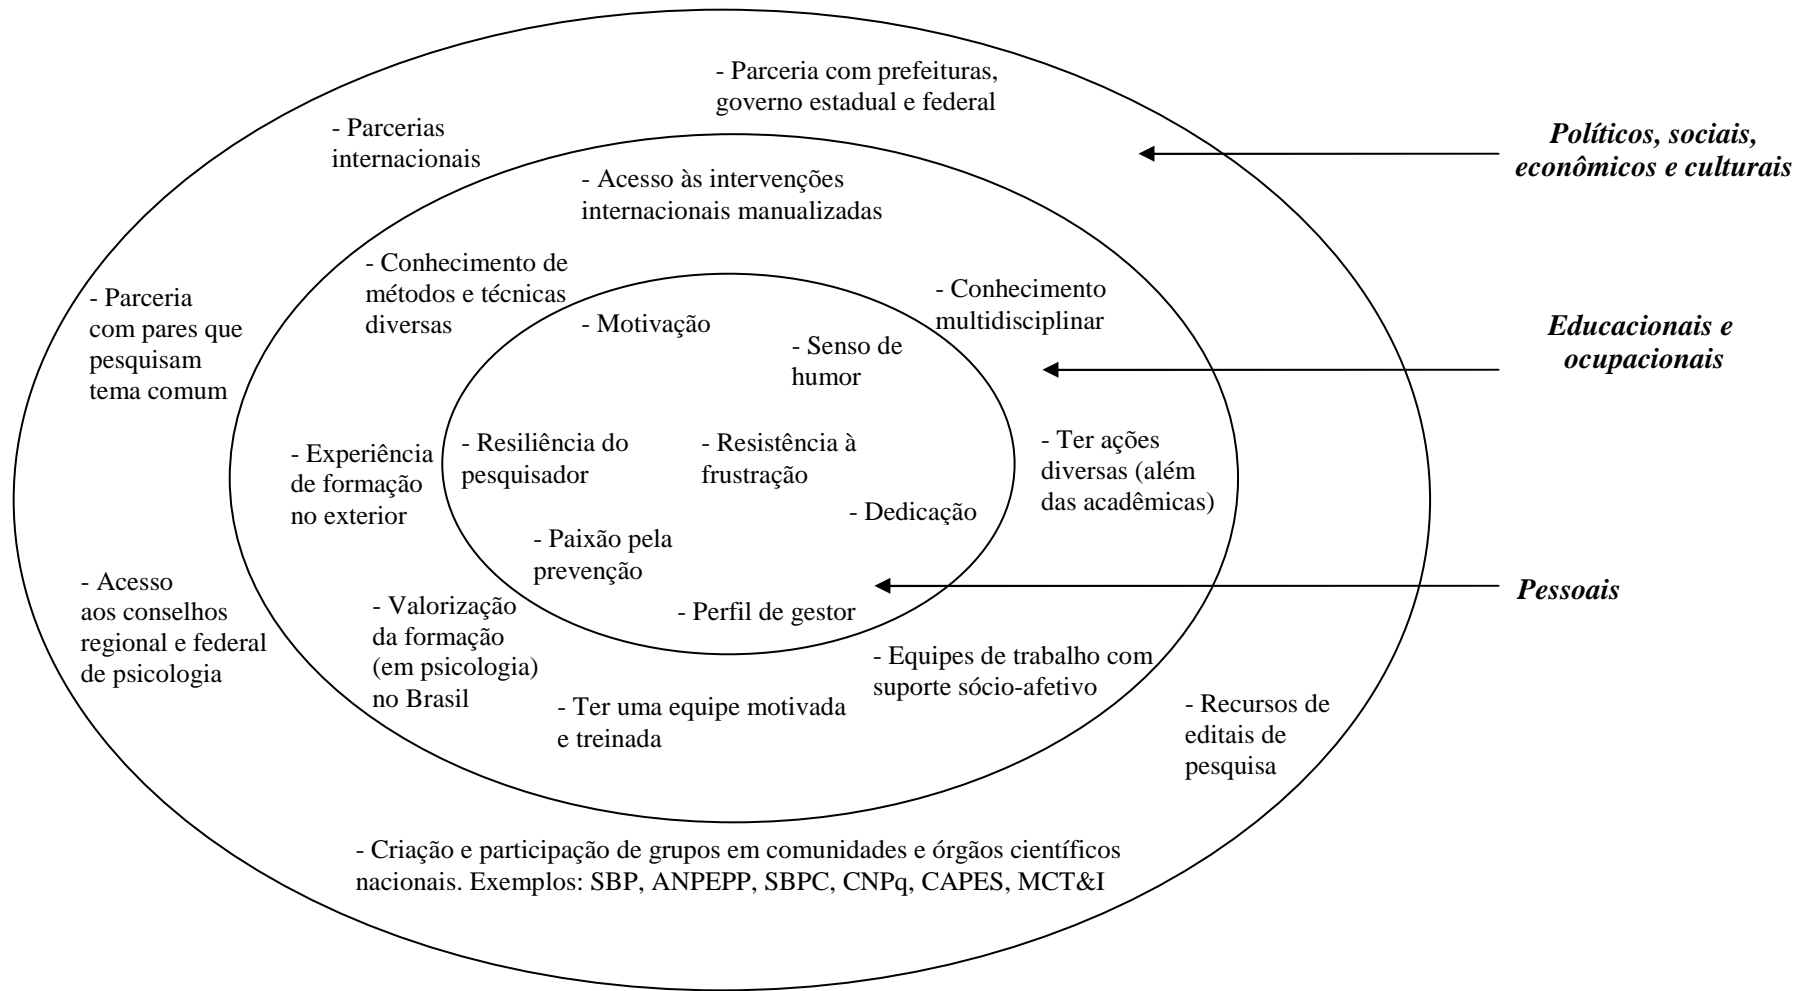 - Parceria com prefeituras,
governo estadual e federal
- Parcerias
internacionais
Políticos, sociais,
econômicos e culturais
- Acesso às intervenções
internacionais manualizadas
- Conhecimento de
métodos e técnicas
diversas
- Conhecimento
multidisciplinar
- Parceria
com pares que
pesquisam
tema comum
- Motivação
- Senso de
humor
Educacionais e
ocupacionais
- Experiência
de formação
no exterior
- Resiliência do
pesquisador
- Resistência à
frustração
- Ter ações
diversas (além
das acadêmicas)
- Dedicação
- Paixão pela
prevenção
- Acesso
aos conselhos
regional e federal
de psicologia
- Valorização
da formação
(em psicologia)
no Brasil
- Perfil de gestor
Pessoais
- Equipes de trabalho com
suporte sócio-afetivo
- Ter uma equipe motivada
e treinada
- Recursos de
editais de
pesquisa
- Criação e participação de grupos em comunidades e órgãos científicos
nacionais. Exemplos: SBP, ANPEPP, SBPC, CNPq, CAPES, MCT&I